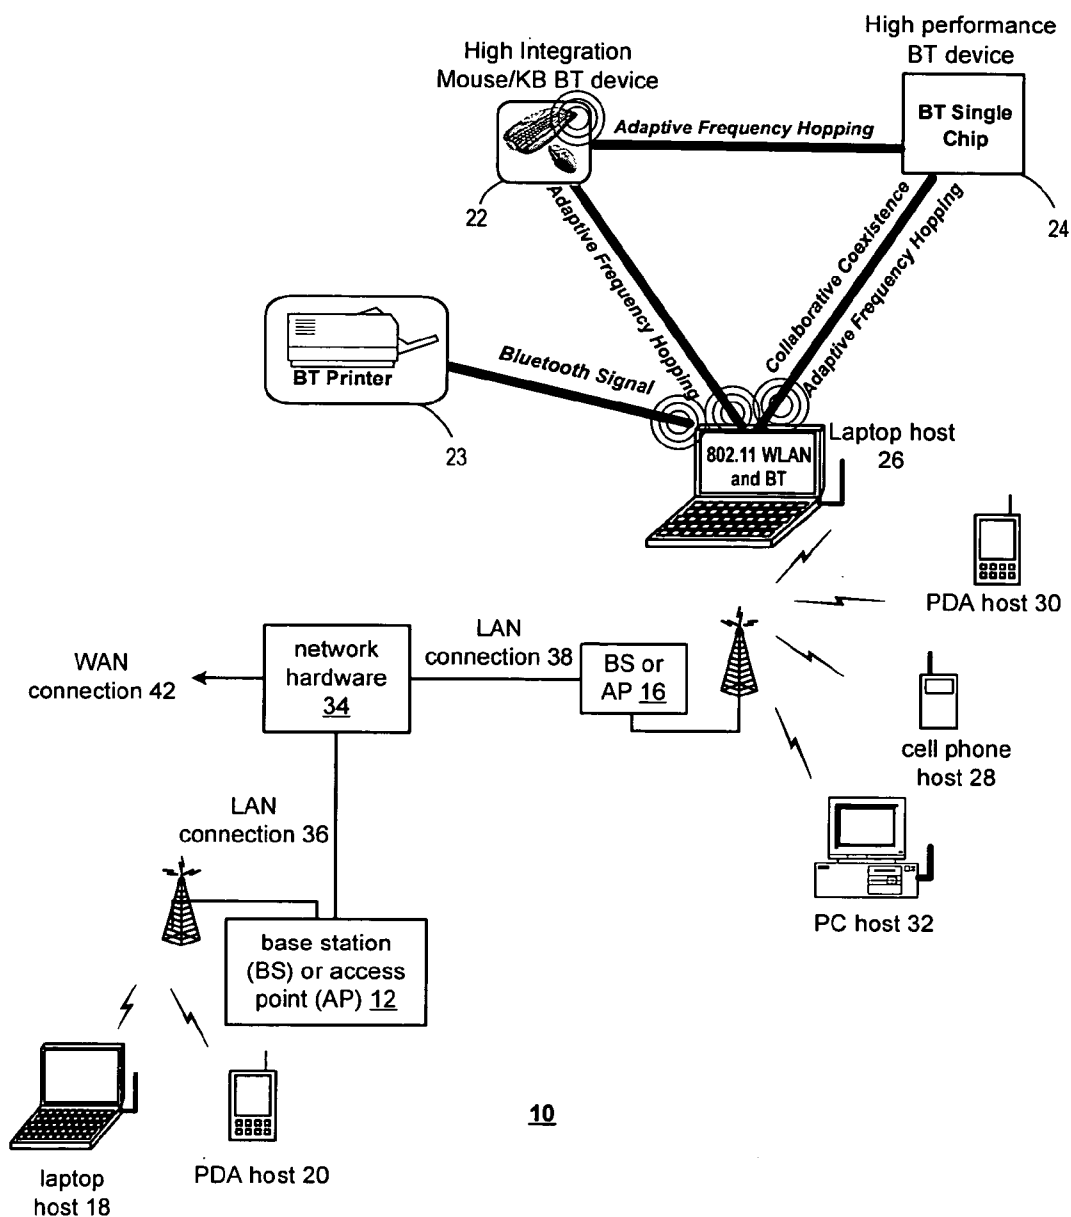 High Integration
Mouse/KB BT device
High performance
BT device
BT Single
Chip
Adaptive Frequency Hopping
22
24
Adaptive Frequency Hopping
Collaborative Coexistence
Adaptive Frequency Hopping
BT Printer
Bluetooth Signal
23
Laptop host
26
802.11 WLAN
and BT
PDA host 30
WAN
connection 42
network
hardware
34
LAN
connection 38
BS or
AP 16
cell phone
host 28
LAN
connection 36
PC host 32
base station
(BS) or access
point (AP) 12
10
laptop
host 18
PDA host 20